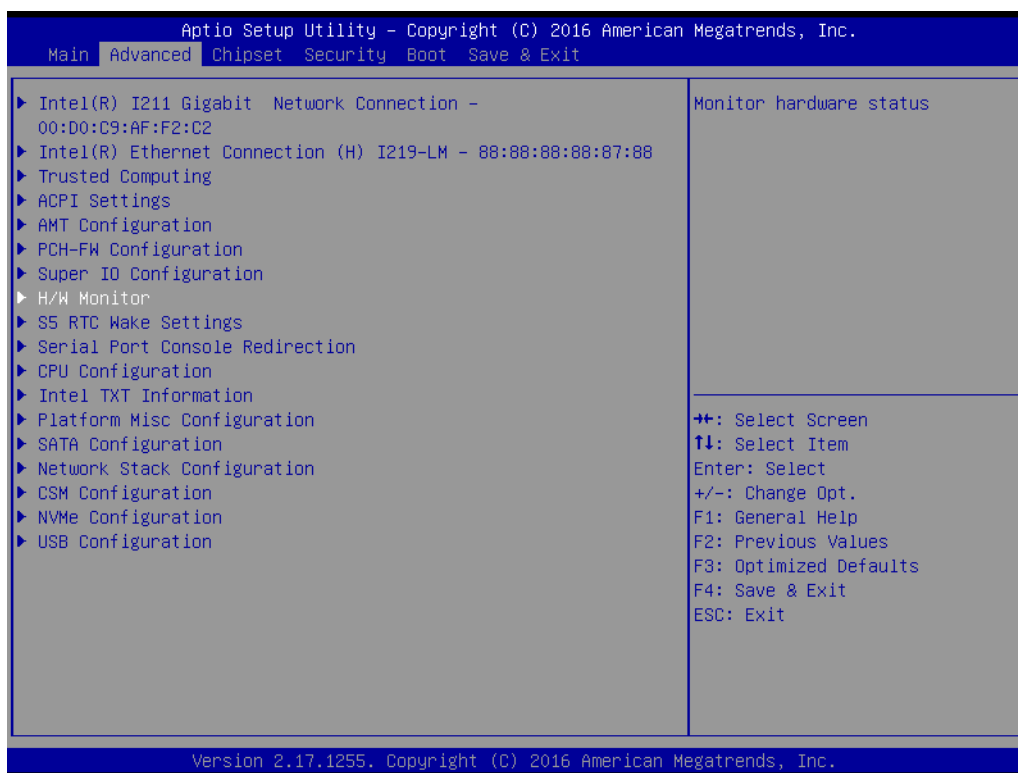 Aptio Setup Utility – Copyright (C) 2016 American Megatrends, Inc.
Main Advanced Chipset Security Boot Save & Exit
Intel(R) I211 Gigabit Network Connection –
00:D0:C9:AF:F2:C2
Intel(R) Ethernet Connection (H) I219-LM – 88:88:88:88:87:88
Trusted Computing
ACPI Settings
AMT Configuration
PCH-FW Configuration
Super IO Configuration
H/W Monitor
S5 RTC Wake Settings
Serial Port Console Redirection
CPU Configuration
Intel TXT Information
Platform Misc Configuration
SATA Configuration
Network Stack Configuration
CSM Configuration
NVMe Configuration
USB Configuration
Monitor hardware status
→←: Select Screen
↑↓: Select Item
Enter: Select
+/-: Change Opt.
F1: General Help
F2: Previous Values
F3: Optimized Defaults
F4: Save & Exit
ESC: Exit
Version 2.17.1255. Copyright (C) 2016 American Megatrends, Inc.